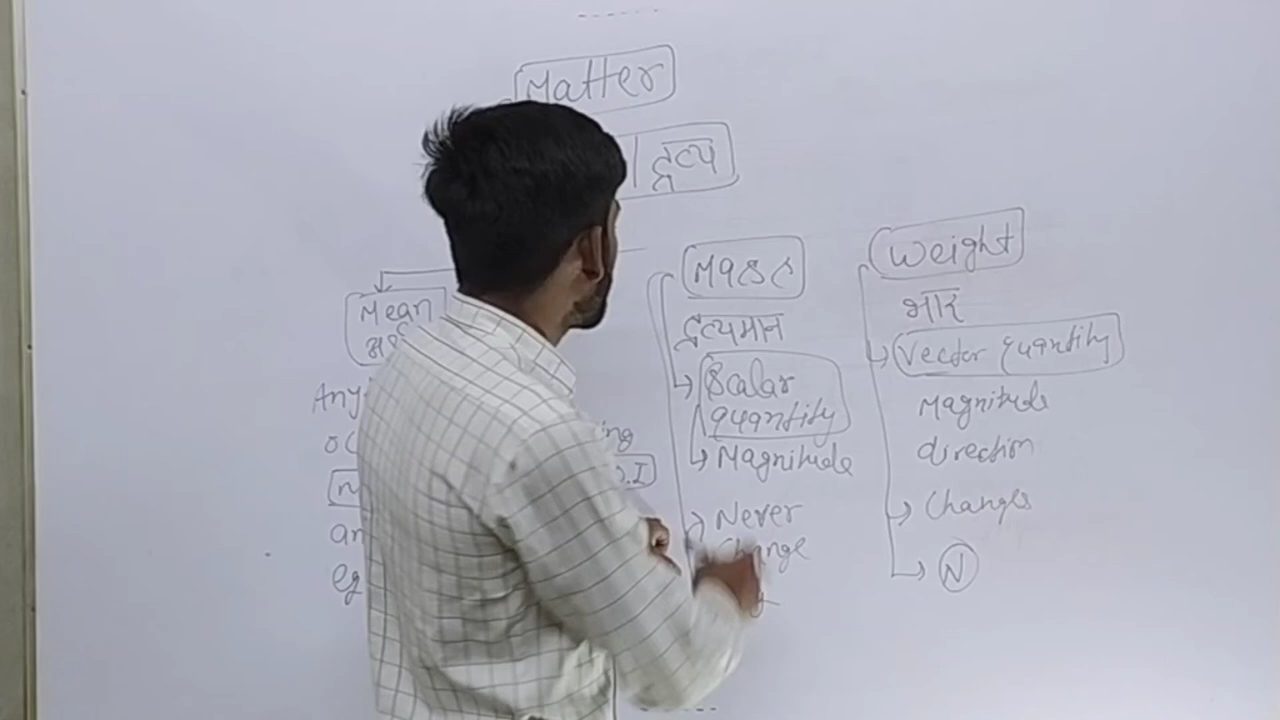 Matter
| द्रव्य
Mean
Any
ing
an
eg
Mass
द्रव्यमान
Scalar
quantity
Magnitude
Never
Change
Weight
भार
Vector quantity
Magnitude
direction
Changes
N